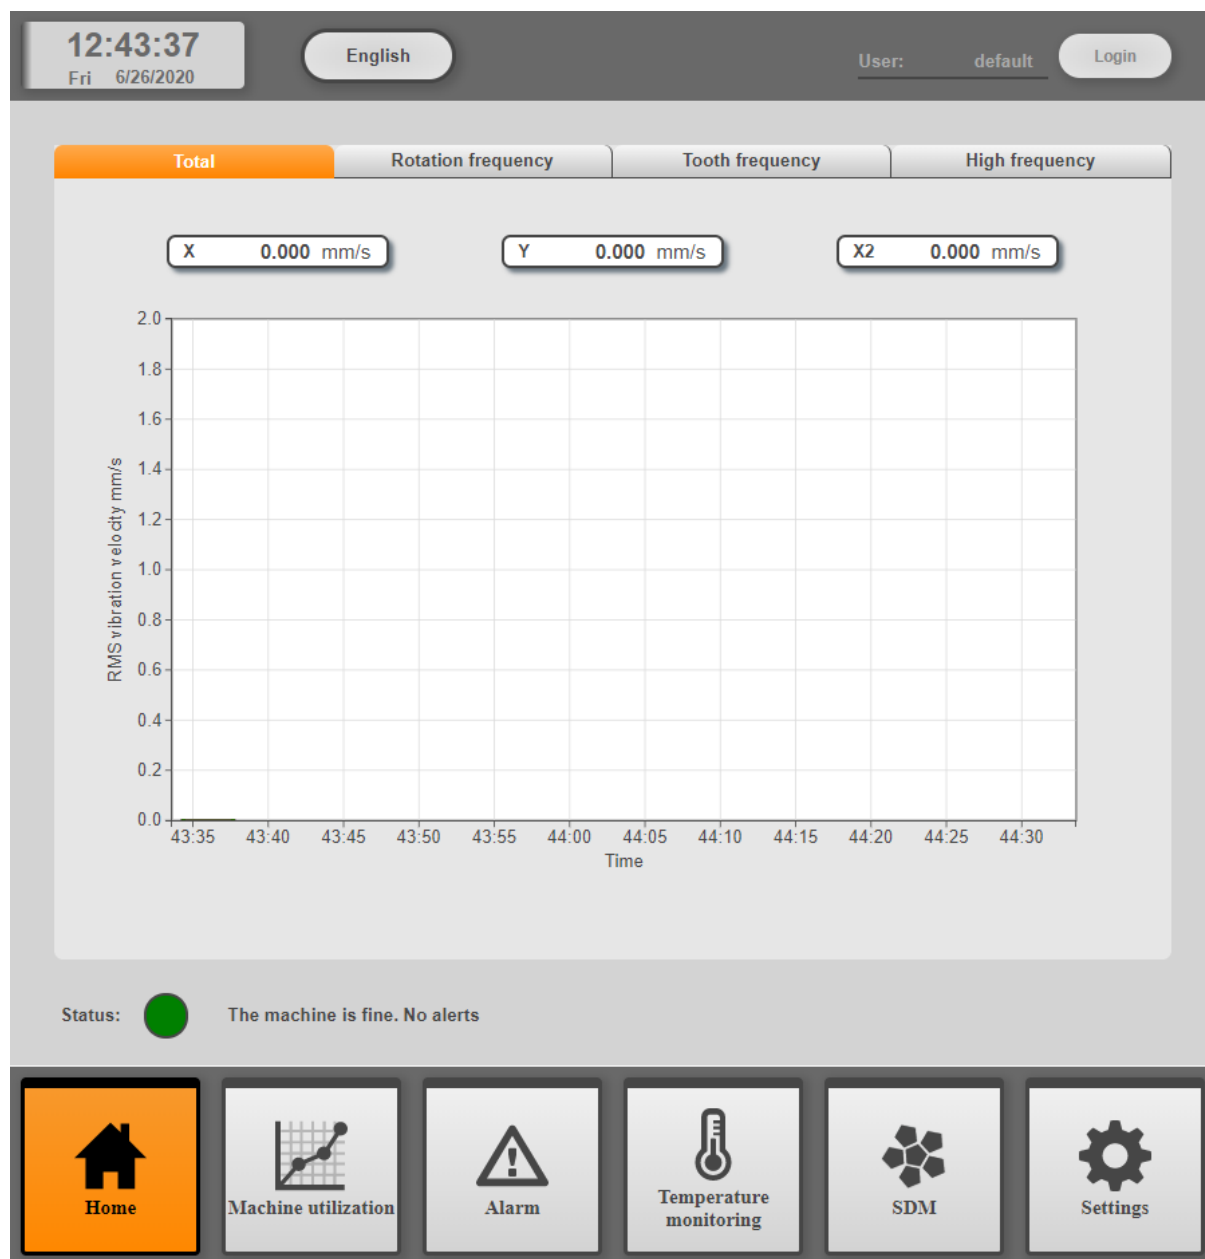 12:43:37
Fri 6/26/2020
English
User: default
Login
Total
Rotation frequency
Tooth frequency
High frequency
X 0.000 mm/s
Y 0.000 mm/s
X2 0.000 mm/s
RMS vibration velocity mm/s
2.0
1.8
1.6
1.4
1.2
1.0
0.8
0.6
0.4
0.2
0.0
43:35 43:40 43:45 43:50 43:55 44:00 44:05 44:10 44:15 44:20 44:25 44:30
Time
Status: The machine is fine. No alerts
Home
Machine utilization
Alarm
Temperature
monitoring
SDM
Settings